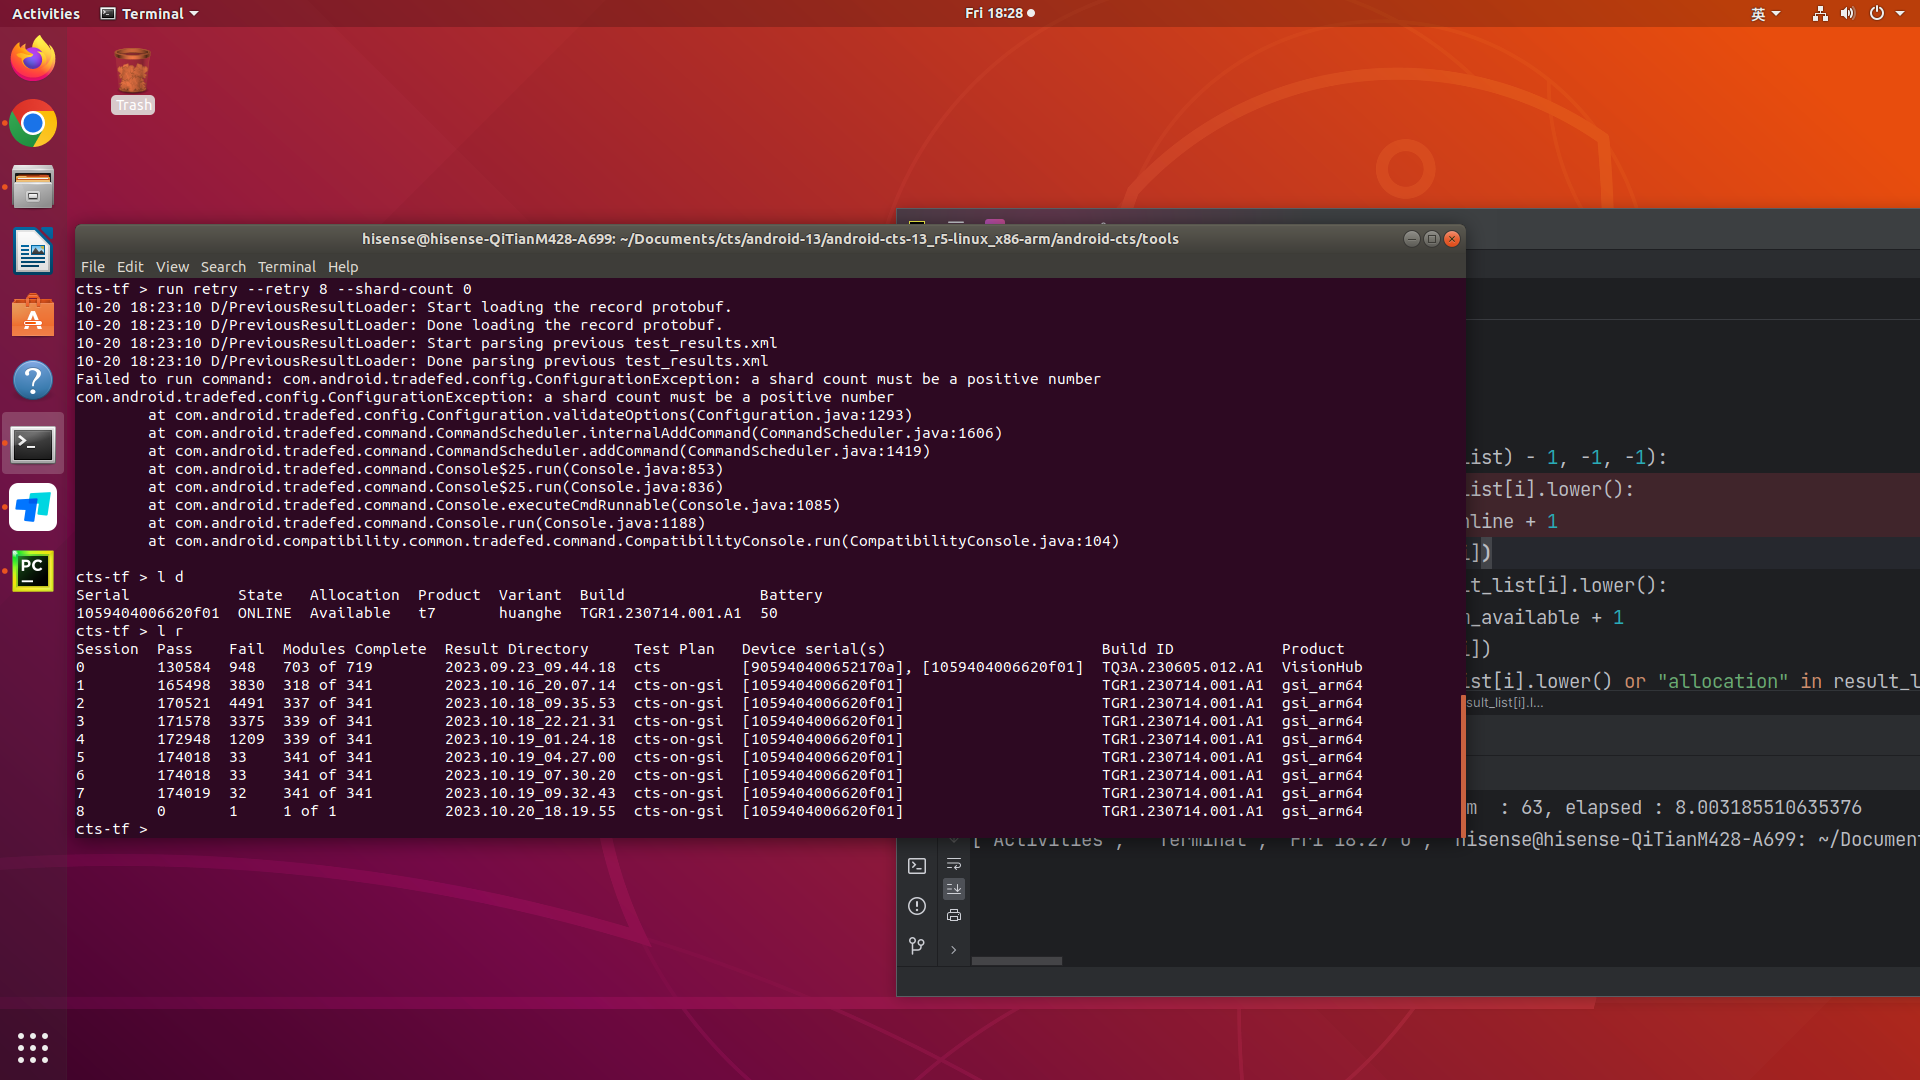 Activities Terminal Fri 18:28 英
Trash
hisense@hisense-QiTianM428-A699: ~/Documents/cts/android-13/android-cts-13_r5-linux_x86-arm/android-cts/tools
File Edit View Search Terminal Help
cts-tf > run retry --retry 8 --shard-count 0
10-20 18:23:10 D/PreviousResultLoader: Start loading the record protobuf.
10-20 18:23:10 D/PreviousResultLoader: Done loading the record protobuf.
10-20 18:23:10 D/PreviousResultLoader: Start parsing previous test_results.xml
10-20 18:23:10 D/PreviousResultLoader: Done parsing previous test_results.xml
Failed to run command: com.android.tradefed.config.ConfigurationException: a shard count must be a positive number
com.android.tradefed.config.ConfigurationException: a shard count must be a positive number
at com.android.tradefed.config.Configuration.validateOptions(Configuration.java:1293)
at com.android.tradefed.command.CommandScheduler.internalAddCommand(CommandScheduler.java:1606)
at com.android.tradefed.command.CommandScheduler.addCommand(CommandScheduler.java:1419)
at com.android.tradefed.command.Console$25.run(Console.java:853)
at com.android.tradefed.command.Console$25.run(Console.java:836)
at com.android.tradefed.command.Console.executeCmdRunnable(Console.java:1085)
at com.android.tradefed.command.Console.run(Console.java:1188)
at com.android.compatibility.common.tradefed.command.CompatibilityConsole.run(CompatibilityConsole.java:104)
cts-tf > l d
Serial State Allocation Product Variant Build Battery
1059404006620f01 ONLINE Available t7 huanghe TGR1.230714.001.A1 50
cts-tf > l r
Session Pass Fail Modules Complete Result Directory Test Plan Device serial(s) Build ID Product
0 130584 948 703 of 719 2023.09.23_09.44.18 cts [905940400652170a], [1059404006620f01] TQ3A.230605.012.A1 VisionHub
1 165498 3830 318 of 341 2023.10.16_20.07.14 cts-on-gsi [1059404006620f01] TGR1.230714.001.A1 gsi_arm64
2 170521 4491 337 of 341 2023.10.18_09.35.53 cts-on-gsi [1059404006620f01] TGR1.230714.001.A1 gsi_arm64
3 171578 3375 339 of 341 2023.10.18_22.21.31 cts-on-gsi [1059404006620f01] TGR1.230714.001.A1 gsi_arm64
4 172948 1209 339 of 341 2023.10.19_01.24.18 cts-on-gsi [1059404006620f01] TGR1.230714.001.A1 gsi_arm64
5 174018 33 341 of 341 2023.10.19_04.27.00 cts-on-gsi [1059404006620f01] TGR1.230714.001.A1 gsi_arm64
6 174018 33 341 of 341 2023.10.19_07.30.20 cts-on-gsi [1059404006620f01] TGR1.230714.001.A1 gsi_arm64
7 174019 32 341 of 341 2023.10.19_09.32.43 cts-on-gsi [1059404006620f01] TGR1.230714.001.A1 gsi_arm64
8 0 1 1 of 1 2023.10.20_18.19.55 cts-on-gsi [1059404006620f01] TGR1.230714.001.A1 gsi_arm64
cts-tf >
PC
list) - 1, -1, -1):
list[i].lower():
nline + 1
i])
lt_list[i].lower():
m_available + 1
i])
list[i].lower() or "allocation" in result_l
sult_list[i].l...
m : 63, elapsed : 8.003185510635376
['Activities', 'Terminal', 'Fri 18:27 0', 'hisense@hisense-QiTianM428-A699: ~/Documen